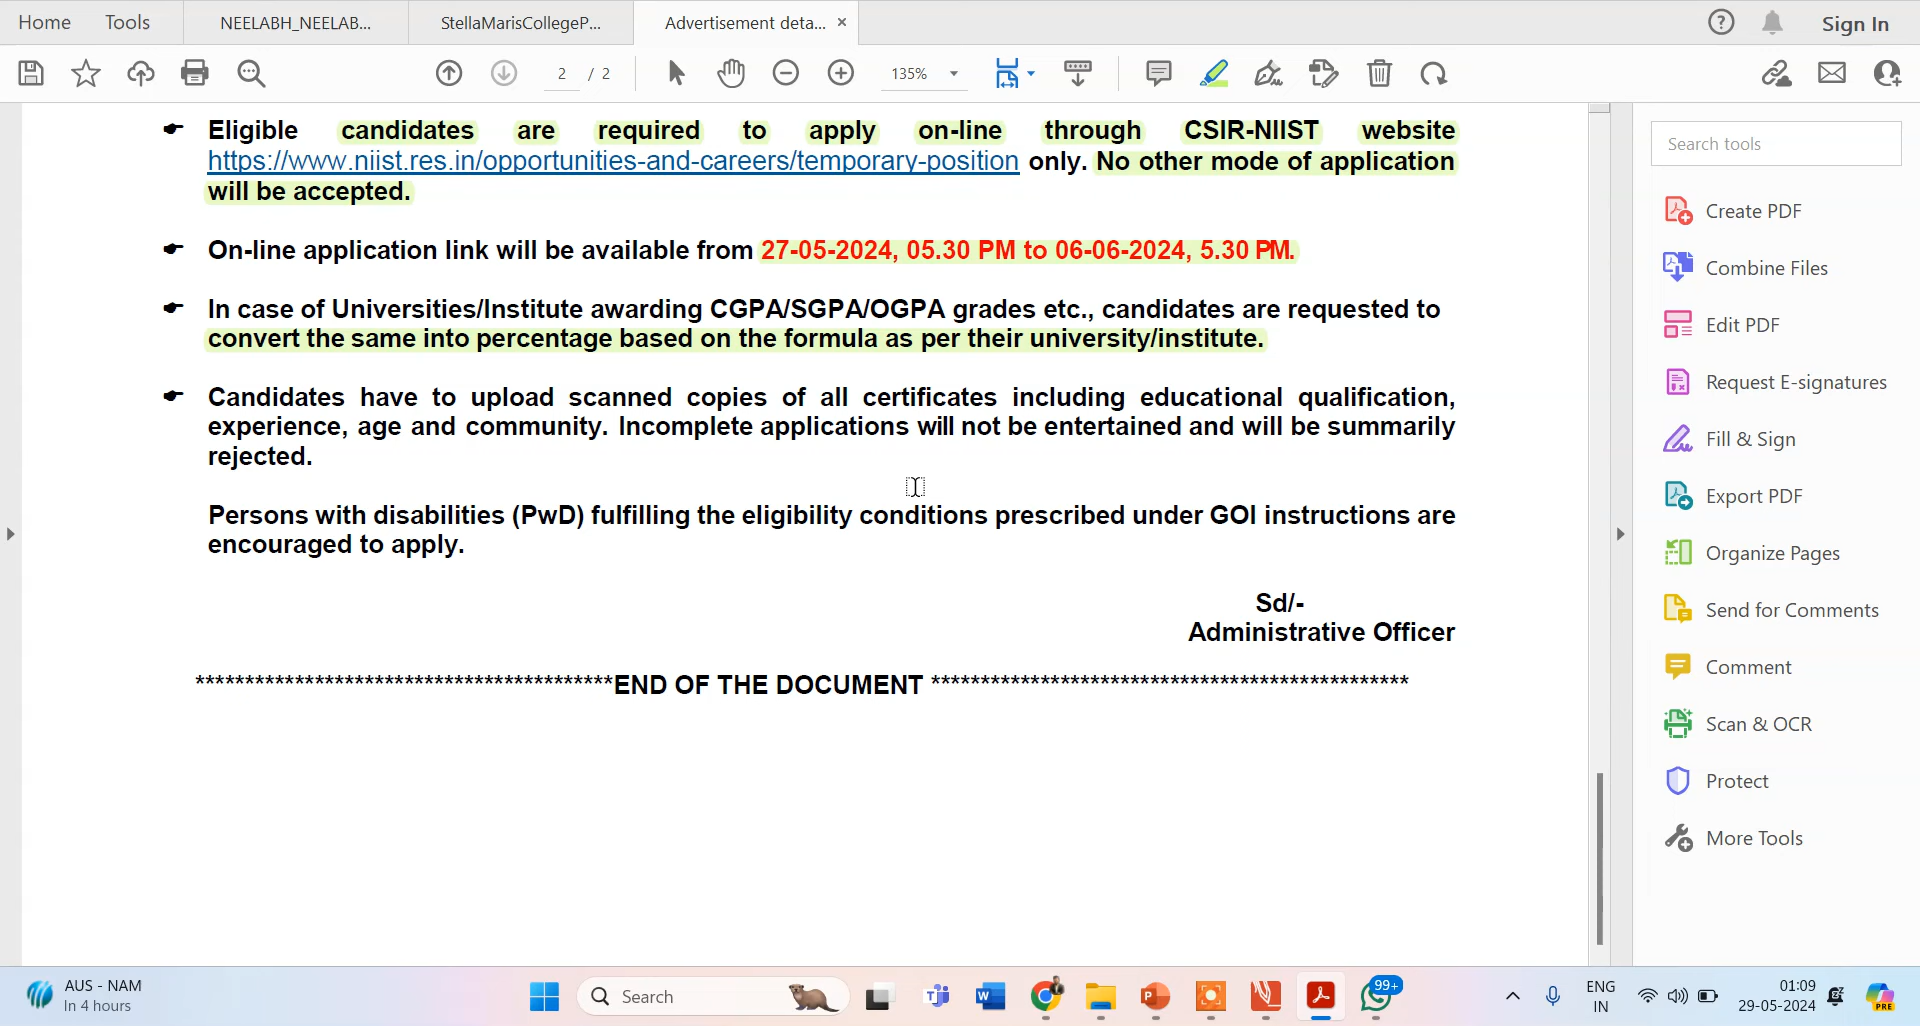 Home Tools NEELABH_NEELAB... StellaMarisCollegeP... Advertisement deta... × Sign In
2 / 2 135%
Eligible candidates are required to apply on-line through CSIR-NIIST website
https://www.niist.res.in/opportunities-and-careers/temporary-position only. No other mode of application
will be accepted.
On-line application link will be available from 27-05-2024, 05.30 PM to 06-06-2024, 5.30 PM.
In case of Universities/Institute awarding CGPA/SGPA/OGPA grades etc., candidates are requested to
convert the same into percentage based on the formula as per their university/institute.
Candidates have to upload scanned copies of all certificates including educational qualification,
experience, age and community. Incomplete applications will not be entertained and will be summarily
rejected.
Persons with disabilities (PwD) fulfilling the eligibility conditions prescribed under GOI instructions are
encouraged to apply.
Sd/-
Administrative Officer
******************************************END OF THE DOCUMENT ************************************************
Search tools
Create PDF
Combine Files
Edit PDF
Request E-signatures
Fill & Sign
Export PDF
Organize Pages
Send for Comments
Comment
Scan & OCR
Protect
More Tools
AUS - NAM
In 4 hours
Search
99+
ENG
IN
01:09
29-05-2024
PRE